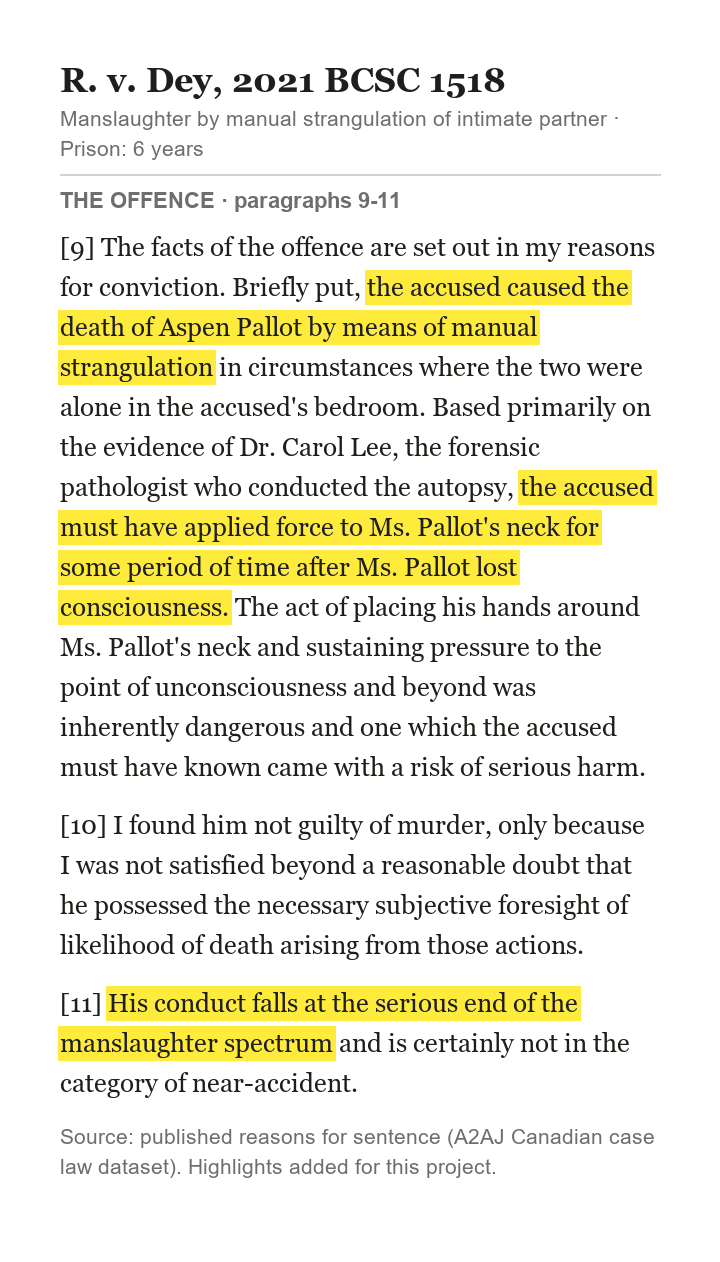 R. v. Dey, 2021 BCSC 1518
Manslaughter by manual strangulation of intimate partner ·
Prison: 6 years
THE OFFENCE · paragraphs 9-11
[9] The facts of the offence are set out in my reasons
for conviction. Briefly put, the accused caused the
death of Aspen Pallot by means of manual
strangulation in circumstances where the two were
alone in the accused's bedroom. Based primarily on
the evidence of Dr. Carol Lee, the forensic
pathologist who conducted the autopsy, the accused
must have applied force to Ms. Pallot's neck for
some period of time after Ms. Pallot lost
consciousness. The act of placing his hands around
Ms. Pallot's neck and sustaining pressure to the
point of unconsciousness and beyond was
inherently dangerous and one which the accused
must have known came with a risk of serious harm.
[10] I found him not guilty of murder, only because
I was not satisfied beyond a reasonable doubt that
he possessed the necessary subjective foresight of
likelihood of death arising from those actions.
[11] His conduct falls at the serious end of the
manslaughter spectrum and is certainly not in the
category of near-accident.
Source: published reasons for sentence (A2AJ Canadian case
law dataset). Highlights added for this project.